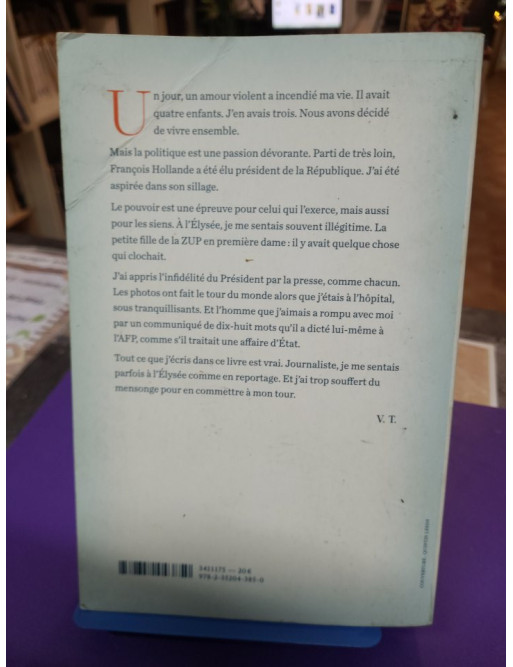 Un jour, un amour violent a incendié ma vie. Il avait
quatre enfants. J'en avais trois. Nous avons décidé
de vivre ensemble.
Mais la politique est une passion dévorante. Parti de très loin,
François Hollande a été élu président de la République. J'ai été
aspirée dans son sillage.
Le pouvoir est une épreuve pour celui qui l'exerce, mais aussi
pour les siens. À l'Élysée, je me sentais souvent illégitime. La
petite fille de la ZUP en première dame : il y avait quelque chose
qui clochait.
J'ai appris l'infidélité du Président par la presse, comme chacun.
Les photos ont fait le tour du monde alors que j'étais à l'hôpital,
sous tranquillisants. Et l'homme que j'aimais a rompu avec moi
par un communiqué de dix-huit mots qu'il a dicté lui-même à
l'AFP, comme s'il traitait une affaire d'État.
Tout ce que j'écris dans ce livre est vrai. Journaliste, je me sentais
parfois à l'Élysée comme en reportage. Et j'ai trop souffert du
mensonge pour en commettre à mon tour.
V. T.
5411175 — 20 €
978-2-35204-385-0